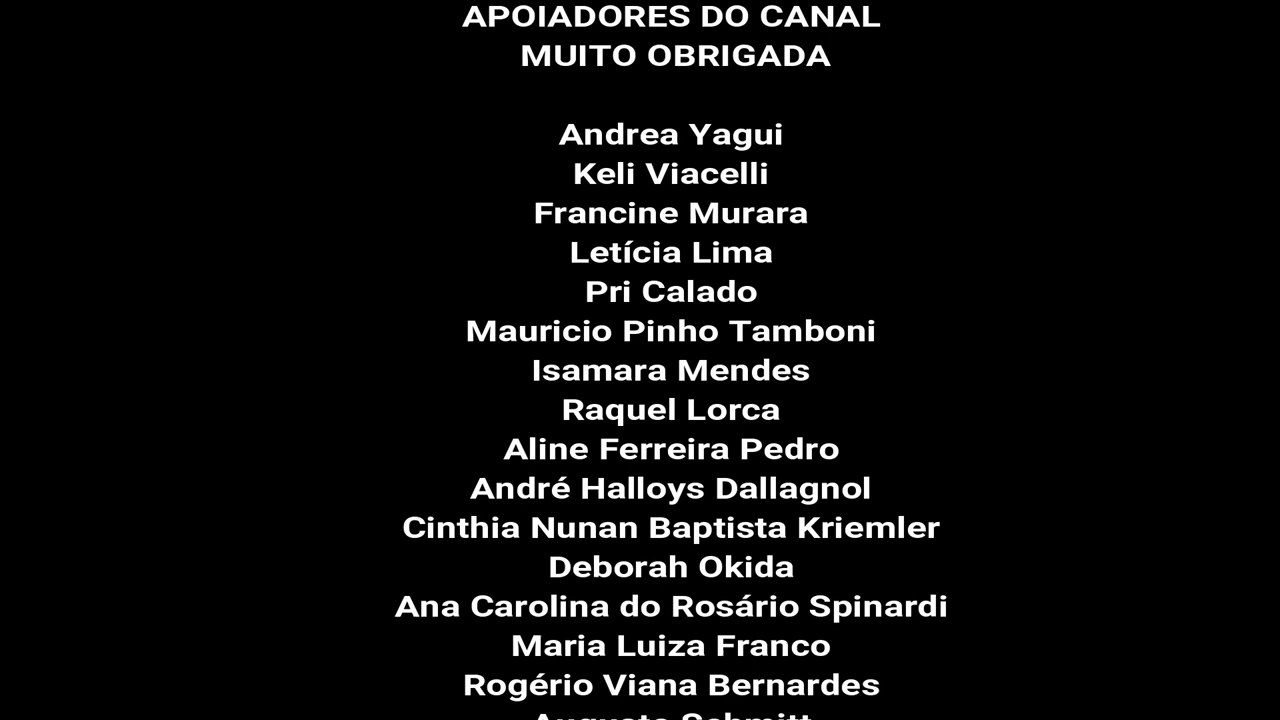 APOIADORES DO CANAL
MUITO OBRIGADA
Andrea Yagui
Keli Viacelli
Francine Murara
Letícia Lima
Pri Calado
Mauricio Pinho Tamboni
Isamara Mendes
Raquel Lorca
Aline Ferreira Pedro
André Halloys Dallagnol
Cinthia Nunan Baptista Kriemler
Deborah Okida
Ana Carolina do Rosário Spinardi
Maria Luiza Franco
Rogério Viana Bernardes